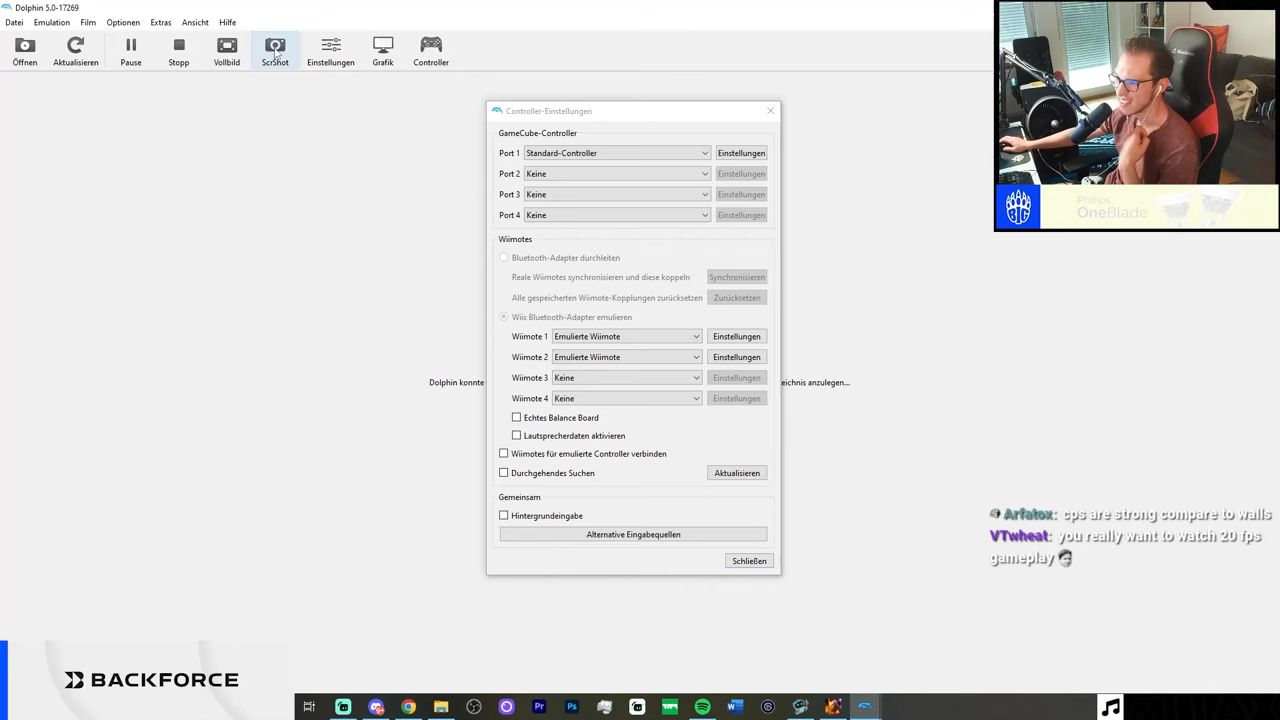 Dolphin 5.0-17269
Datei Emulation Film Optionen Extras Ansicht Hilfe
Öffnen Aktualisieren Pause Stopp Vollbild ScrShot Einstellungen Grafik Controller
Controller-Einstellungen
GameCube-Controller
Port 1 Standard-Controller Einstellungen
Port 2 Keine Einstellungen
Port 3 Keine Einstellungen
Port 4 Keine Einstellungen
Wiimotes
Bluetooth-Adapter durchleiten
Reale Wiimotes synchronisieren und diese koppeln Synchronisieren
Alle gespeicherten Wiimote-Kopplungen zurücksetzen Zurücksetzen
Wiis Bluetooth-Adapter emulieren
Wiimote 1 Emulierte Wiimote Einstellungen
Wiimote 2 Emulierte Wiimote Einstellungen
Wiimote 3 Keine Einstellungen
Dolphin konnte
zeichnis anzulegen...
Wiimote 4 Keine Einstellungen
Echtes Balance Board
Lautsprecherdaten aktivieren
Wiimotes für emulierte Controller verbinden
Durchgehendes Suchen Aktualisieren
Gemeinsam
Hintergrundeingabe
Alternative Eingabequellen
Schließen
Philips
OneBlade
Arfatox: cps are strong compare to walls
VTwheat: you really want to watch 20 fps
gameplay
BACKFORCE